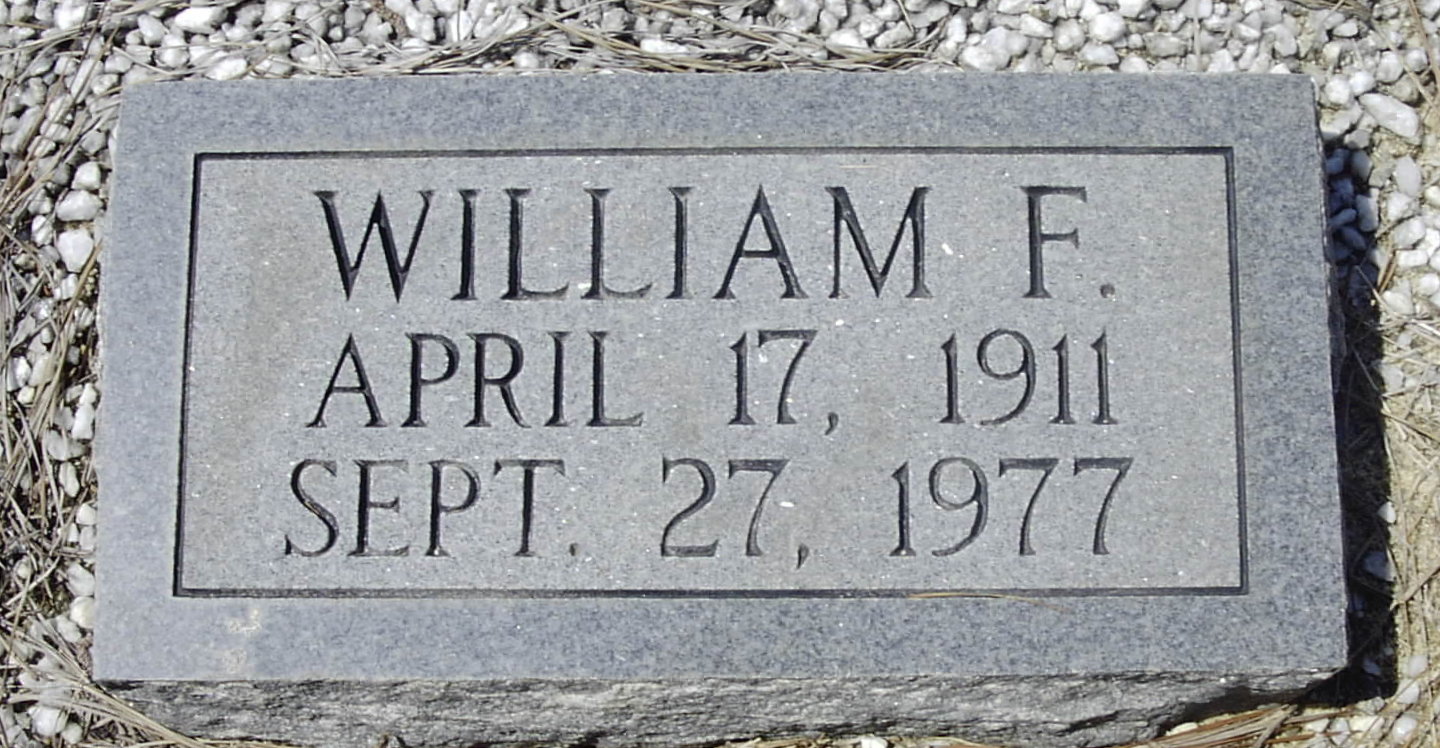 WILLIAM F.
APRIL 17, 1911
SEPT. 27, 1977